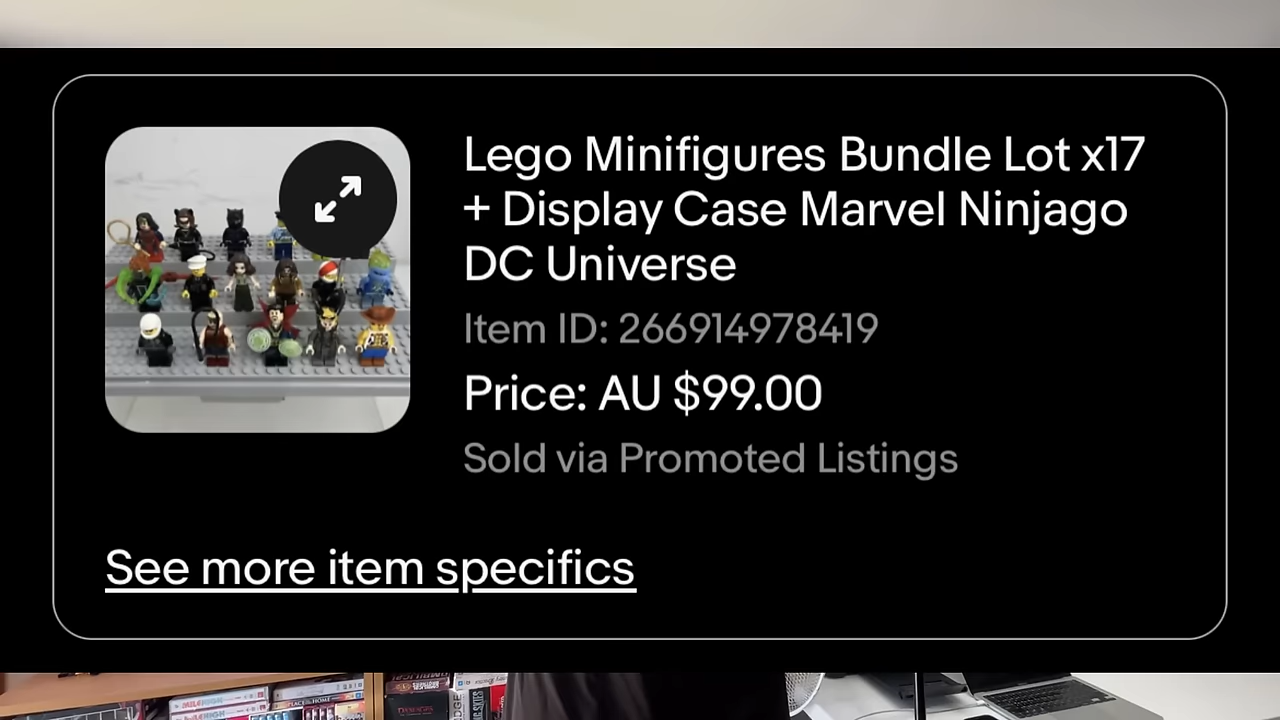 Lego Minifigures Bundle Lot x17
+ Display Case Marvel Ninjago
DC Universe
Item ID: 266914978419
Price: AU $99.00
Sold via Promoted Listings
See more item specifics